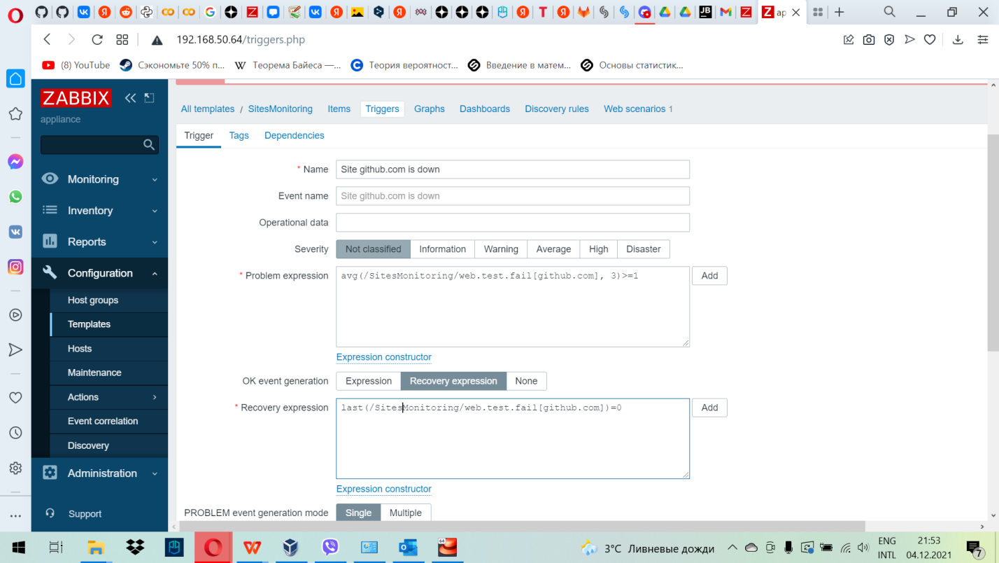 ap
192.168.50.64/triggers.php
(8) YouTube
Сэкономьте 50% п...
W Теорема Байеса —...
Теория вероятност...
Введение в матем...
Основы статистик...
ZABBIX
appliance
All templates / SitesMonitoring Items Triggers Graphs Dashboards Discovery rules Web scenarios 1
Trigger Tags Dependencies
* Name Site github.com is down
Event name Site github.com is down
Operational data
Severity Not classified Information Warning Average High Disaster
* Problem expression avg(/SitesMonitoring/web.test.fail[github.com], 3)>=1 Add
Expression constructor
OK event generation Expression Recovery expression None
* Recovery expression last(/SitesMonitoring/web.test.fail[github.com])=0 Add
Expression constructor
PROBLEM event generation mode Single Multiple
Monitoring
Inventory
Reports
Configuration
Host groups
Templates
Hosts
Maintenance
Actions
Event correlation
Discovery
Administration
Support
3°C Ливневые дожди
ENG
INTL
21:53
04.12.2021
7